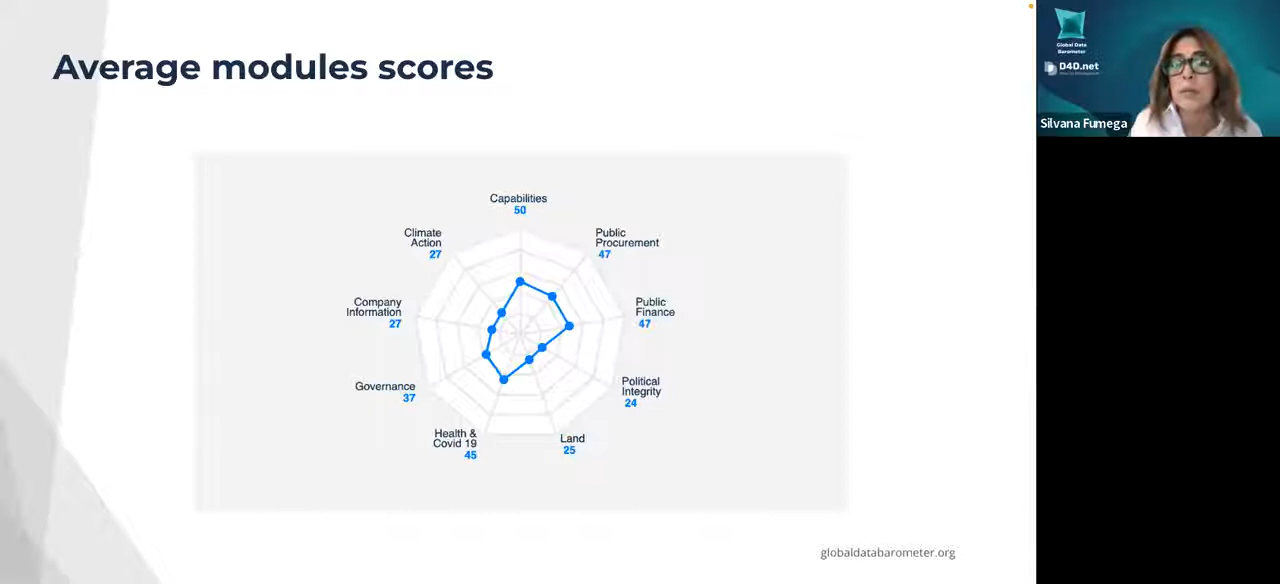 Average modules scores
Capabilities
50
Public
Procurement
47
Public
Finance
47
Political
Integrity
24
Land
25
Health &
Covid 19
45
Governance
37
Company
Information
27
Climate
Action
27
globaldatabarometer.org
Global Data
Barometer
D4D.net
Silvana Fumega